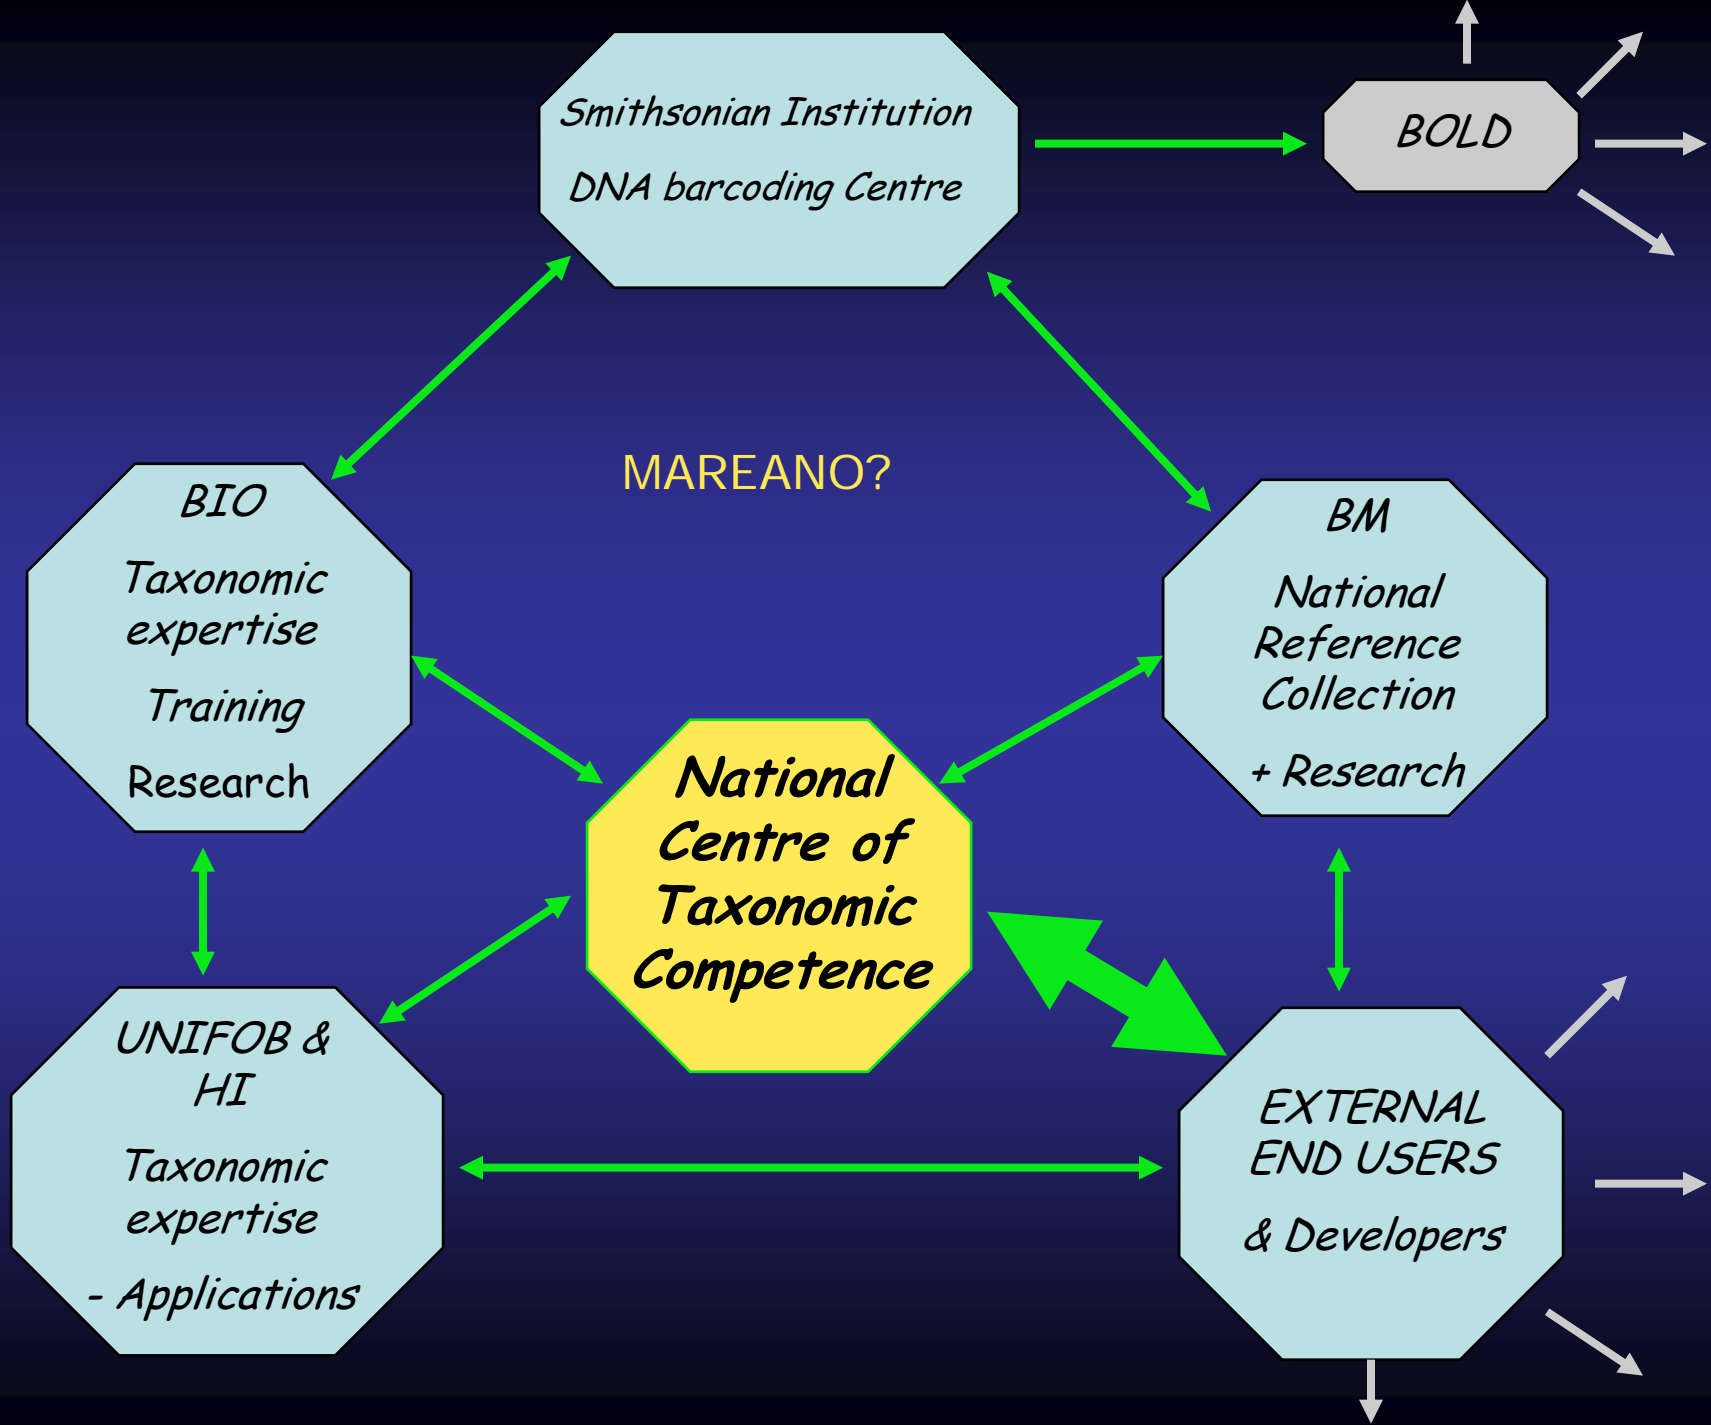 Smithsonian Institution
DNA barcoding Centre
BOLD
MAREANO?
BIO
Taxonomic
expertise
Training
Research
BM
National
Reference
Collection
+ Research
National
Centre of
Taxonomic
Competence
UNIFOB &
HI
Taxonomic
expertise
- Applications
EXTERNAL
END USERS
& Developers